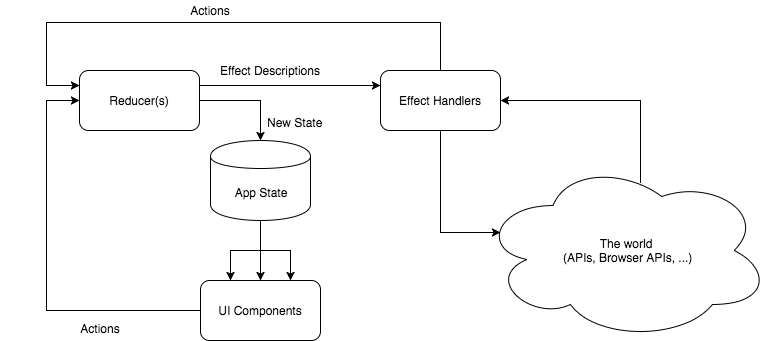 Actions
Effect Descriptions
Reducer(s)
Effect Handlers
New State
App State
The world
(APIs, Browser APIs, ...)
UI Components
Actions